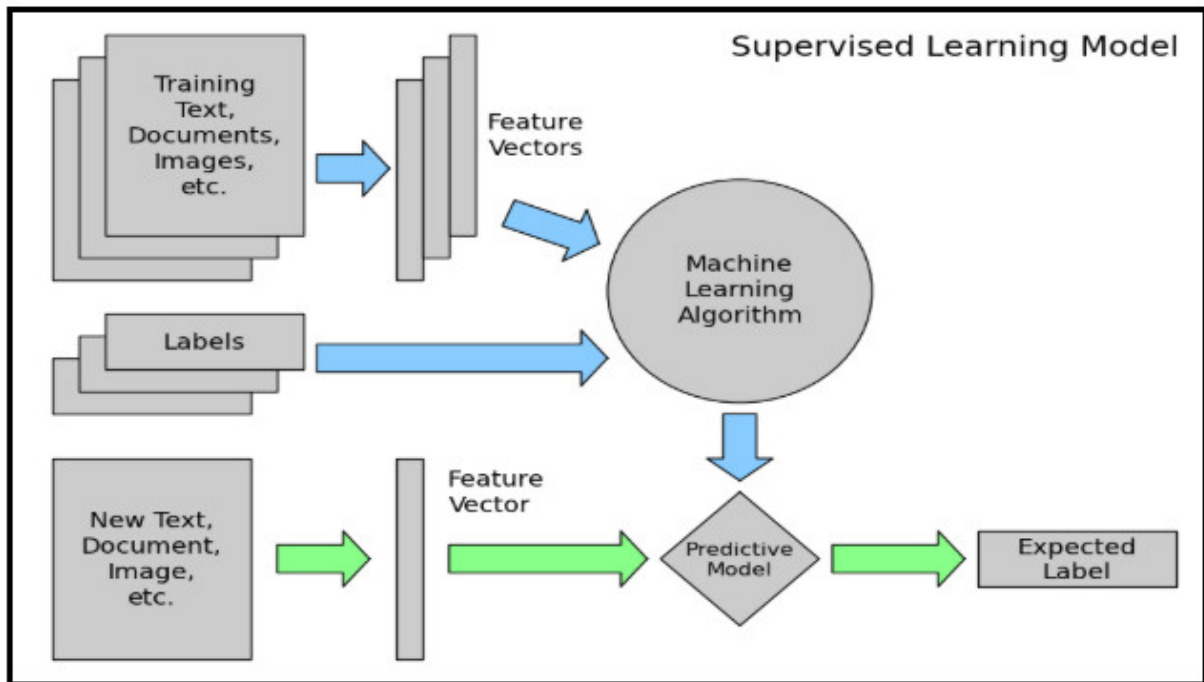 Supervised Learning Model
Training
Text,
Documents,
Images,
etc.
Feature
Vectors
Machine
Learning
Algorithm
Labels
New Text,
Document,
Image,
etc.
Feature
Vector
Predictive
Model
Expected
Label